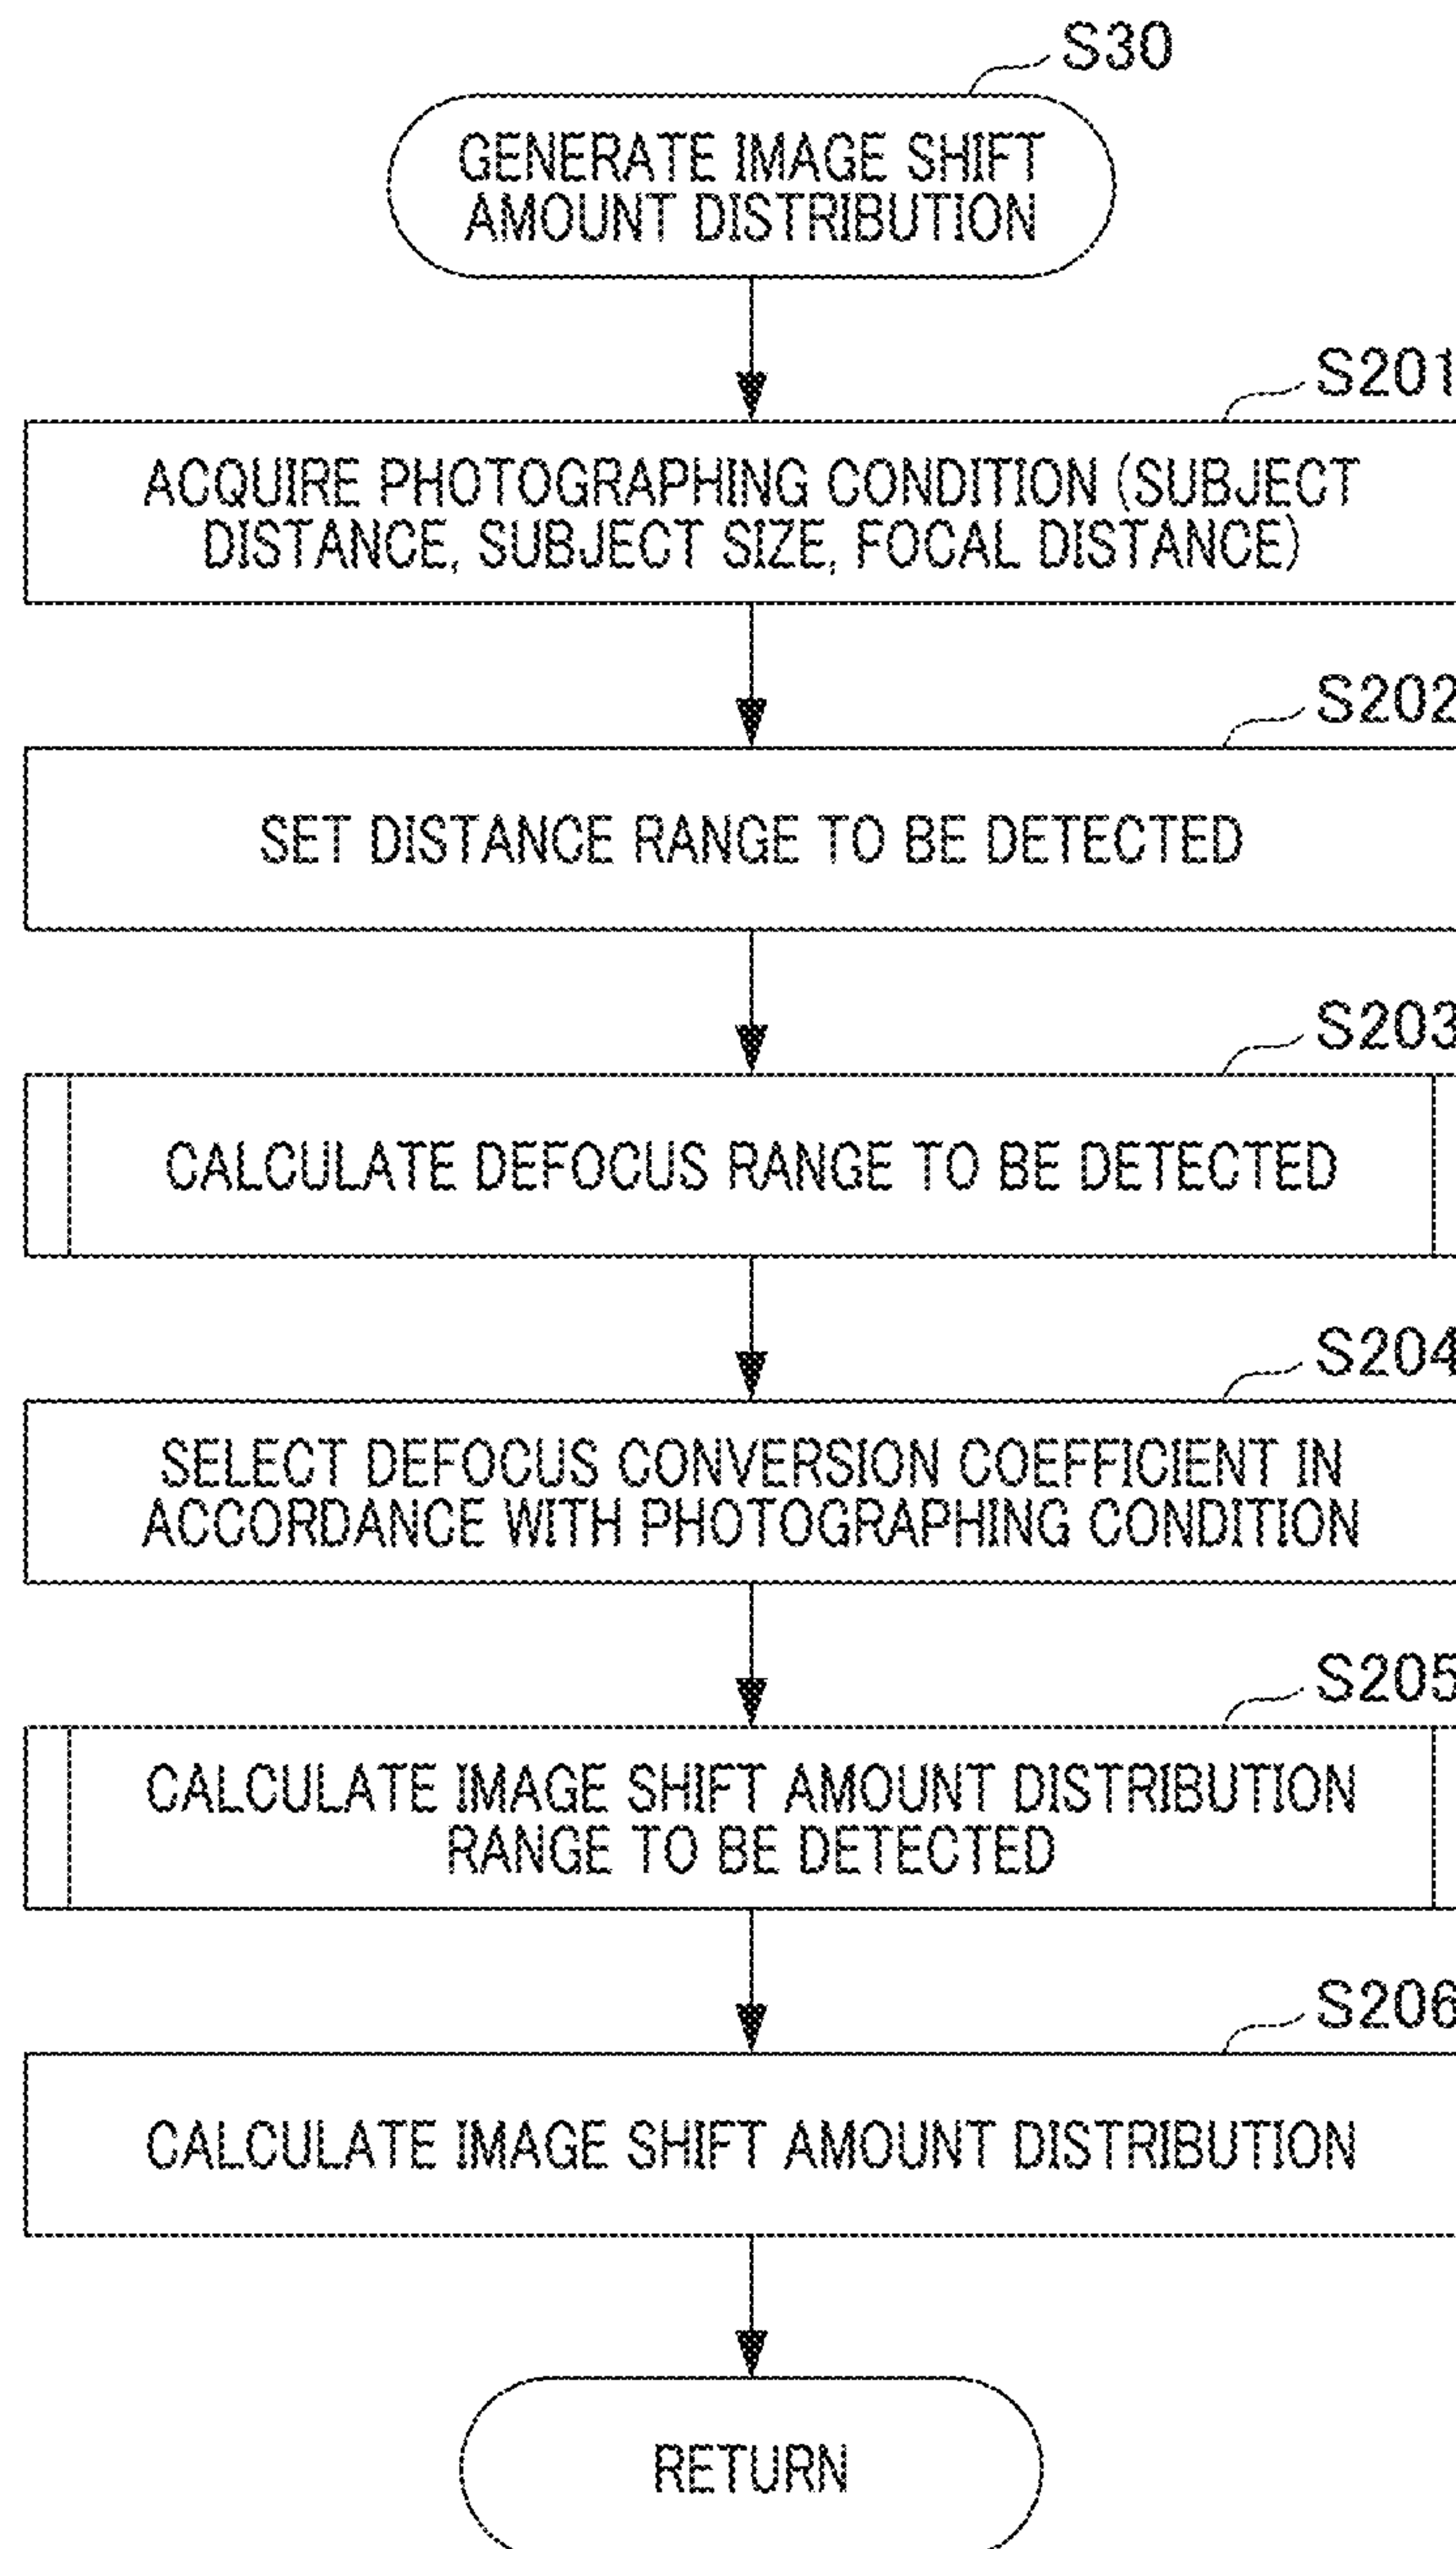 S30
GENERATE IMAGE SHIFT
AMOUNT DISTRIBUTION
S201
ACQUIRE PHOTOGRAPHING CONDITION (SUBJECT
DISTANCE, SUBJECT SIZE, FOCAL DISTANCE)
S202
SET DISTANCE RANGE TO BE DETECTED
S203
CALCULATE DEFOCUS RANGE TO BE DETECTED
S204
SELECT DEFOCUS CONVERSION COEFFICIENT IN
ACCORDANCE WITH PHOTOGRAPHING CONDITION
S205
CALCULATE IMAGE SHIFT AMOUNT DISTRIBUTION
RANGE TO BE DETECTED
S206
CALCULATE IMAGE SHIFT AMOUNT DISTRIBUTION
RETURN